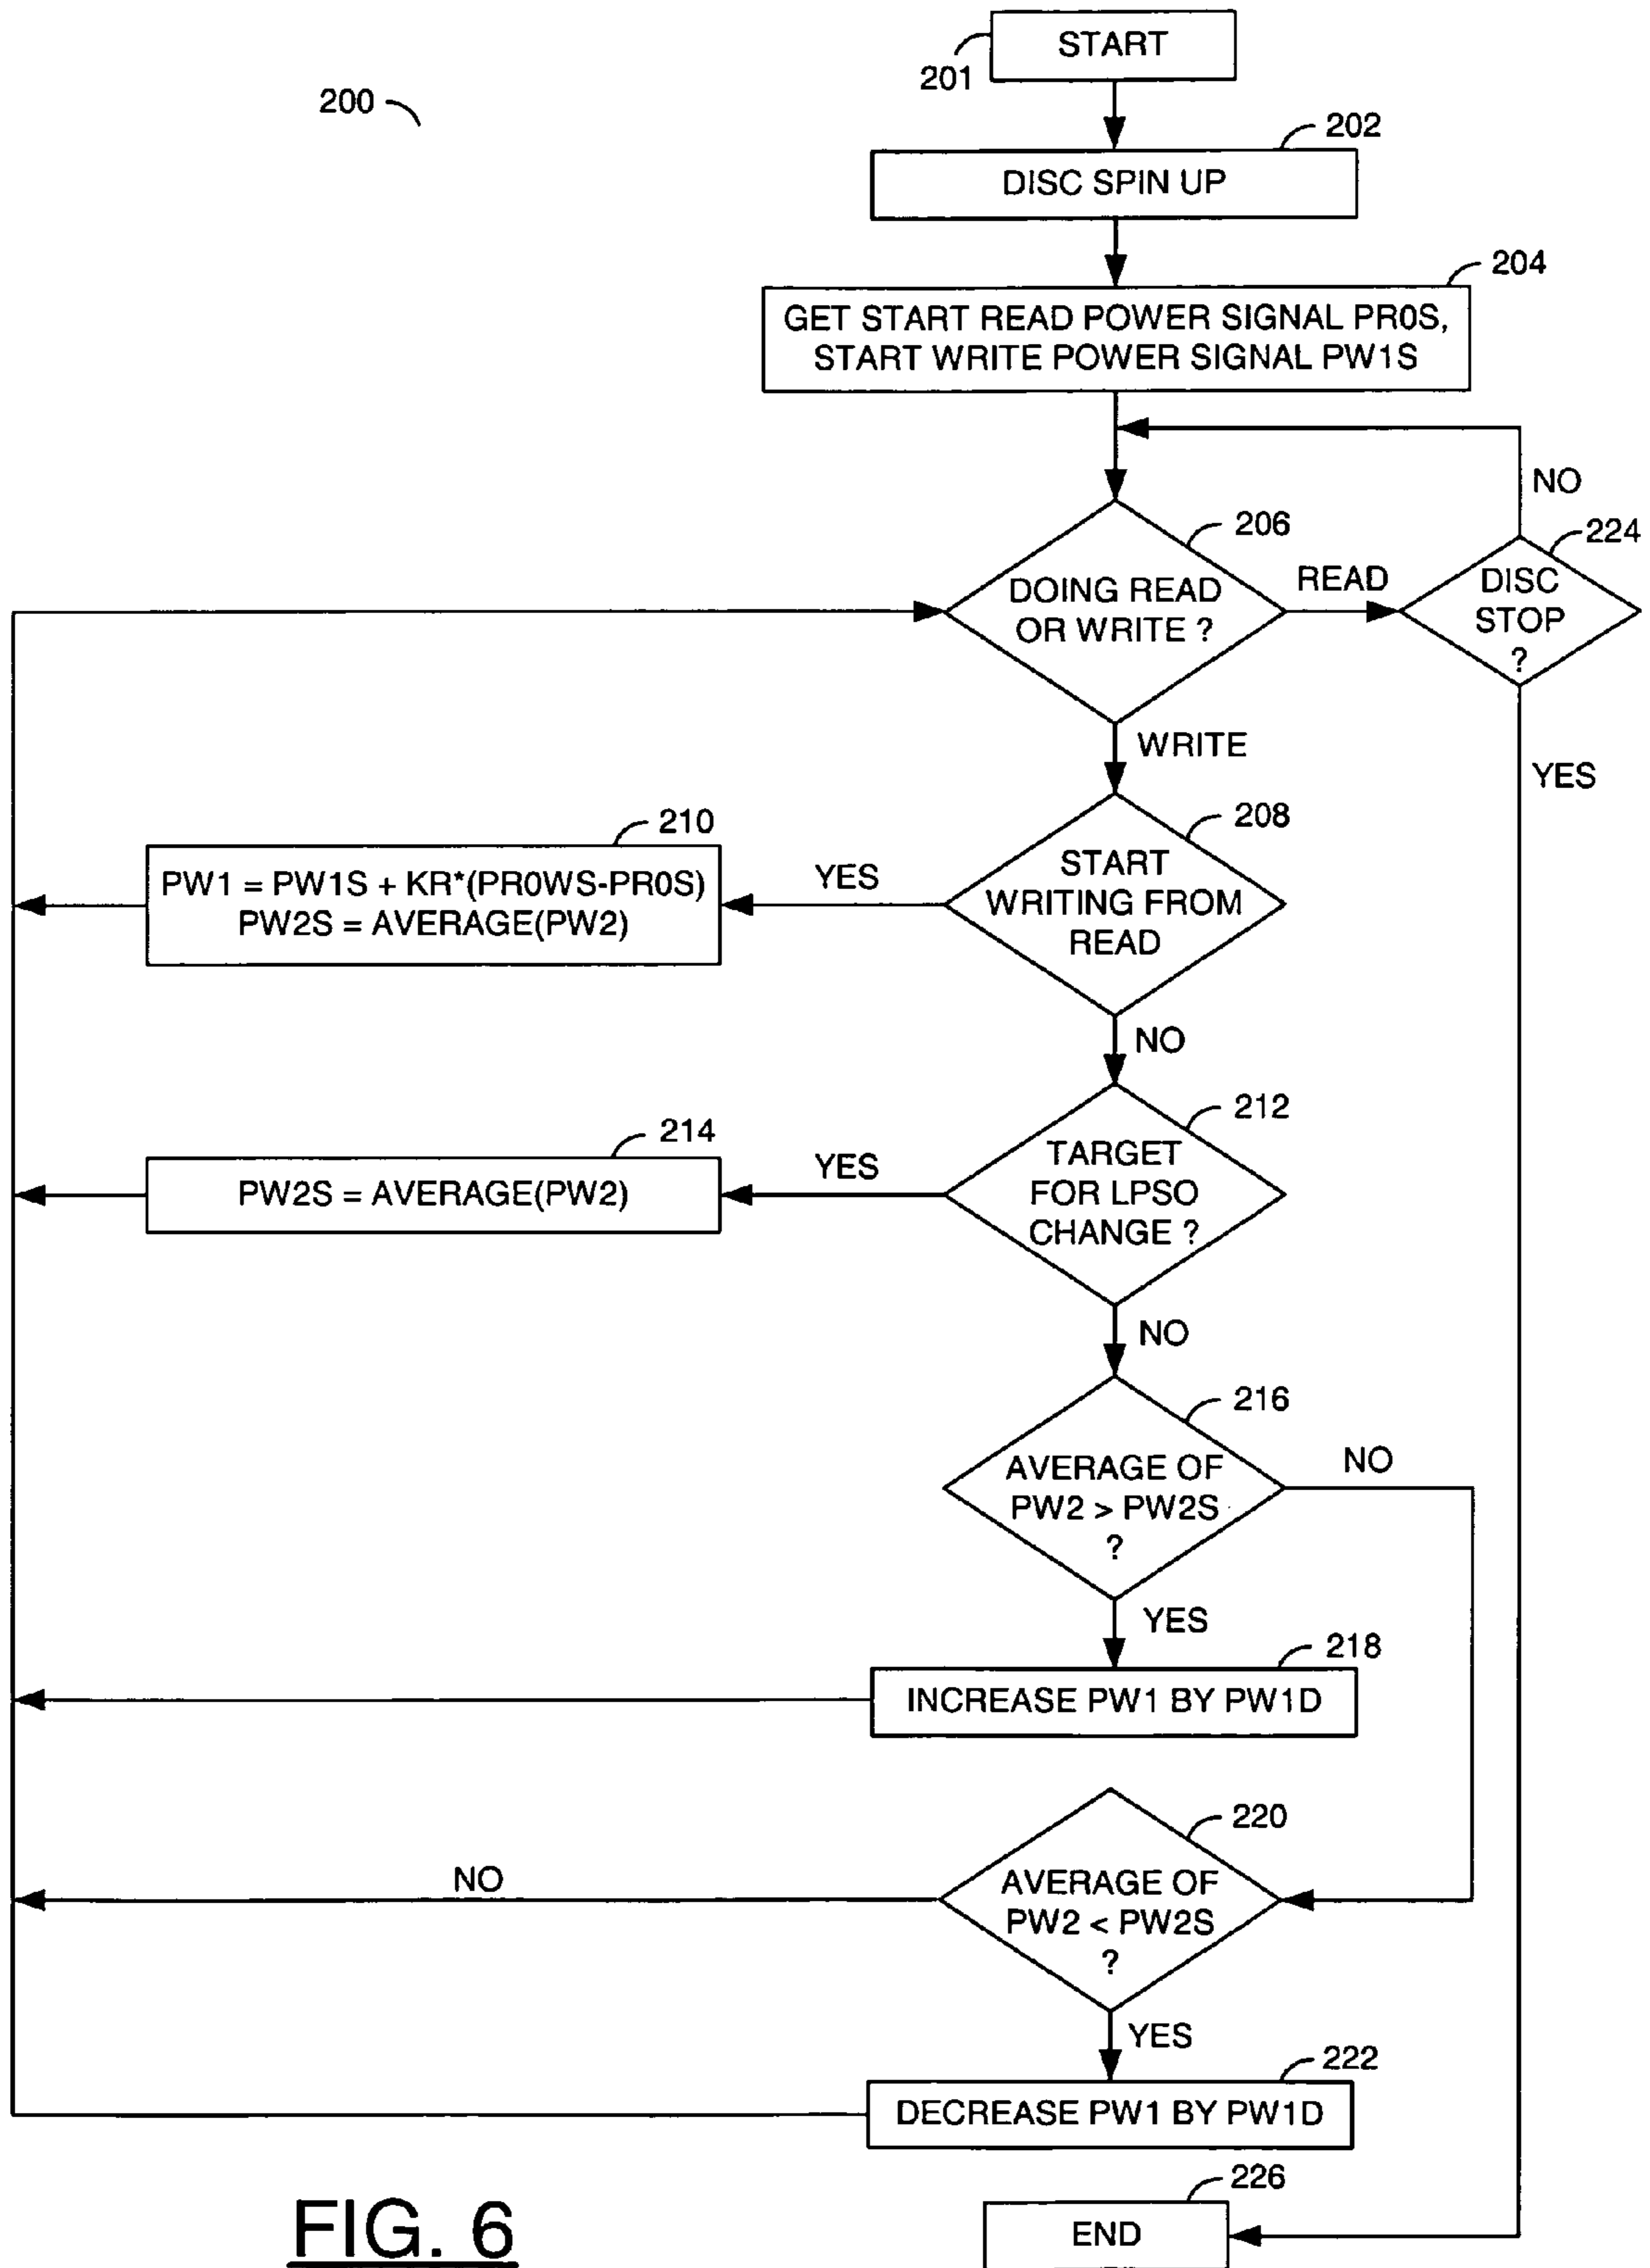 START
201
200
202
DISC SPIN UP
204
GET START READ POWER SIGNAL PR0S,
START WRITE POWER SIGNAL PW1S
NO
206
224
DOING READ
OR WRITE ?
READ
DISC
STOP
?
WRITE
YES
210
208
PW1 = PW1S + KR*(PR0WS-PR0S)
PW2S = AVERAGE(PW2)
YES
START
WRITING FROM
READ
NO
214
212
PW2S = AVERAGE(PW2)
YES
TARGET
FOR LPSO
CHANGE ?
NO
216
AVERAGE OF
PW2 > PW2S
?
NO
YES
218
INCREASE PW1 BY PW1D
220
NO
AVERAGE OF
PW2 < PW2S
?
YES
222
DECREASE PW1 BY PW1D
226
END
FIG. 6